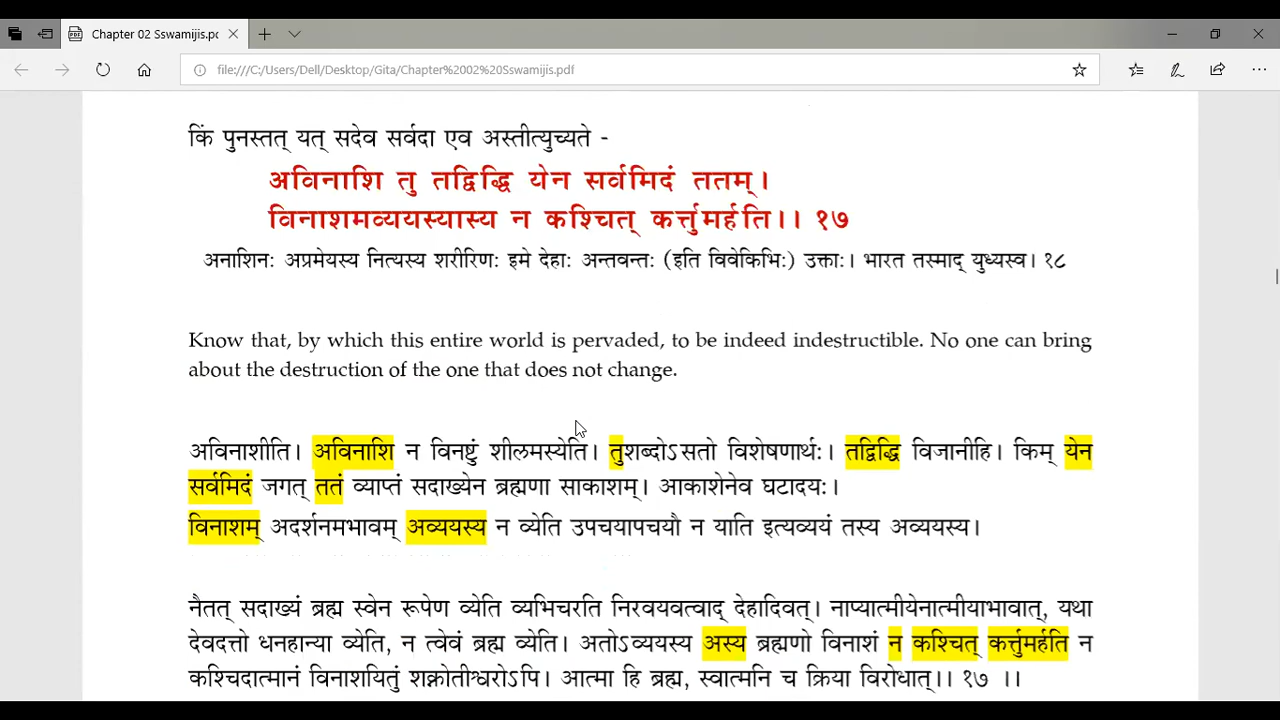 Chapter 02 Sswamijis.pd
file:///C:/Users/Dell/Desktop/Gita/Chapter%2002%20Sswamijis.pdf
किं पुनस्तत् यत् सदेव सर्वदा एव अस्तीत्युच्यते -
अविनाशि तु तद्विद्धि येन सर्वमिदं ततम्।
विनाशमव्ययस्यास्य न कश्चित् कर्त्तुमर्हति।। १७
अनाशिनः अप्रमेयस्य नित्यस्य शरीरिणः इमे देहाः अन्तवन्तः (इति विवेकिभिः) उक्ताः। भारत तस्माद् युध्यस्व। १८
Know that, by which this entire world is pervaded, to be indeed indestructible. No one can bring
about the destruction of the one that does not change.
अविनाशीति। अविनाशि न विनष्टुं शीलमस्येति। तुशब्दोऽसतो विशेषणार्थः। तद्विद्धि विजानीहि। किम् येन
सर्वमिदं जगत् ततं व्याप्तं सदाख्येन ब्रह्मणा साकाशम्। आकाशेनेव घटादयः।
विनाशम् अदर्शनमभावम् अव्ययस्य न व्येति उपचयापचयौ न याति इत्यव्ययं तस्य अव्ययस्य।
नैतत् सदाख्यं ब्रह्म स्वेन रूपेण व्येति व्यभिचरति निरवयवत्वाद् देहादिवत्। नाप्यात्मीयेनात्मीयाभावात्, यथा
देवदत्तो धनहान्या व्येति, न त्वेवं ब्रह्म व्येति। अतोऽव्ययस्य अस्य ब्रह्मणो विनाशं न कश्चित् कर्त्तुमर्हति न
कश्चिदात्मानं विनाशयितुं शक्नोतीश्वरोऽपि। आत्मा हि ब्रह्म, स्वात्मनि च क्रिया विरोधात्।। १७ ।।